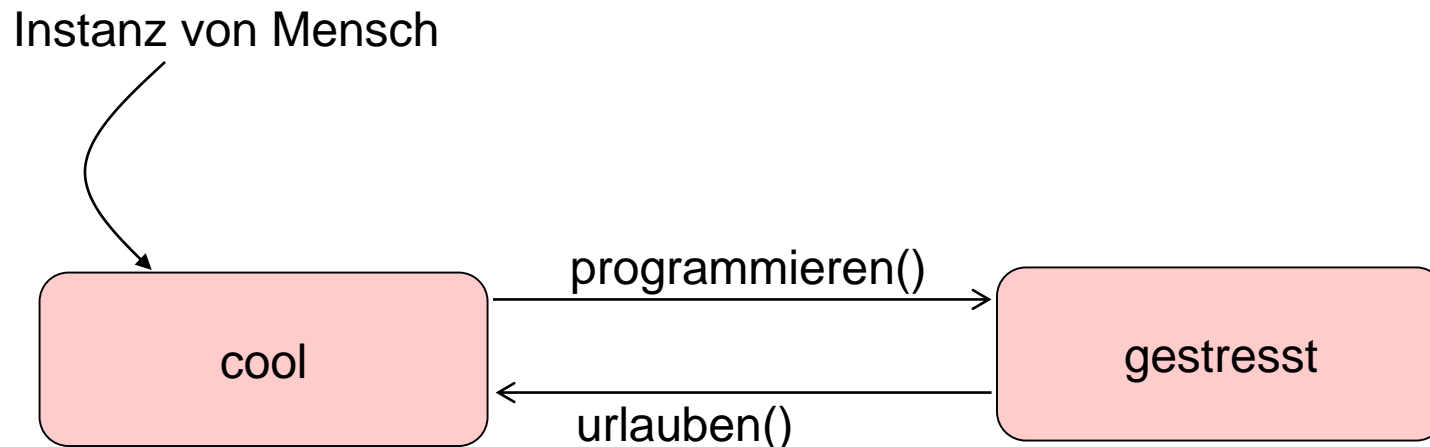 Instanz von Mensch
programmieren()
cool
gestresst
urlauben()